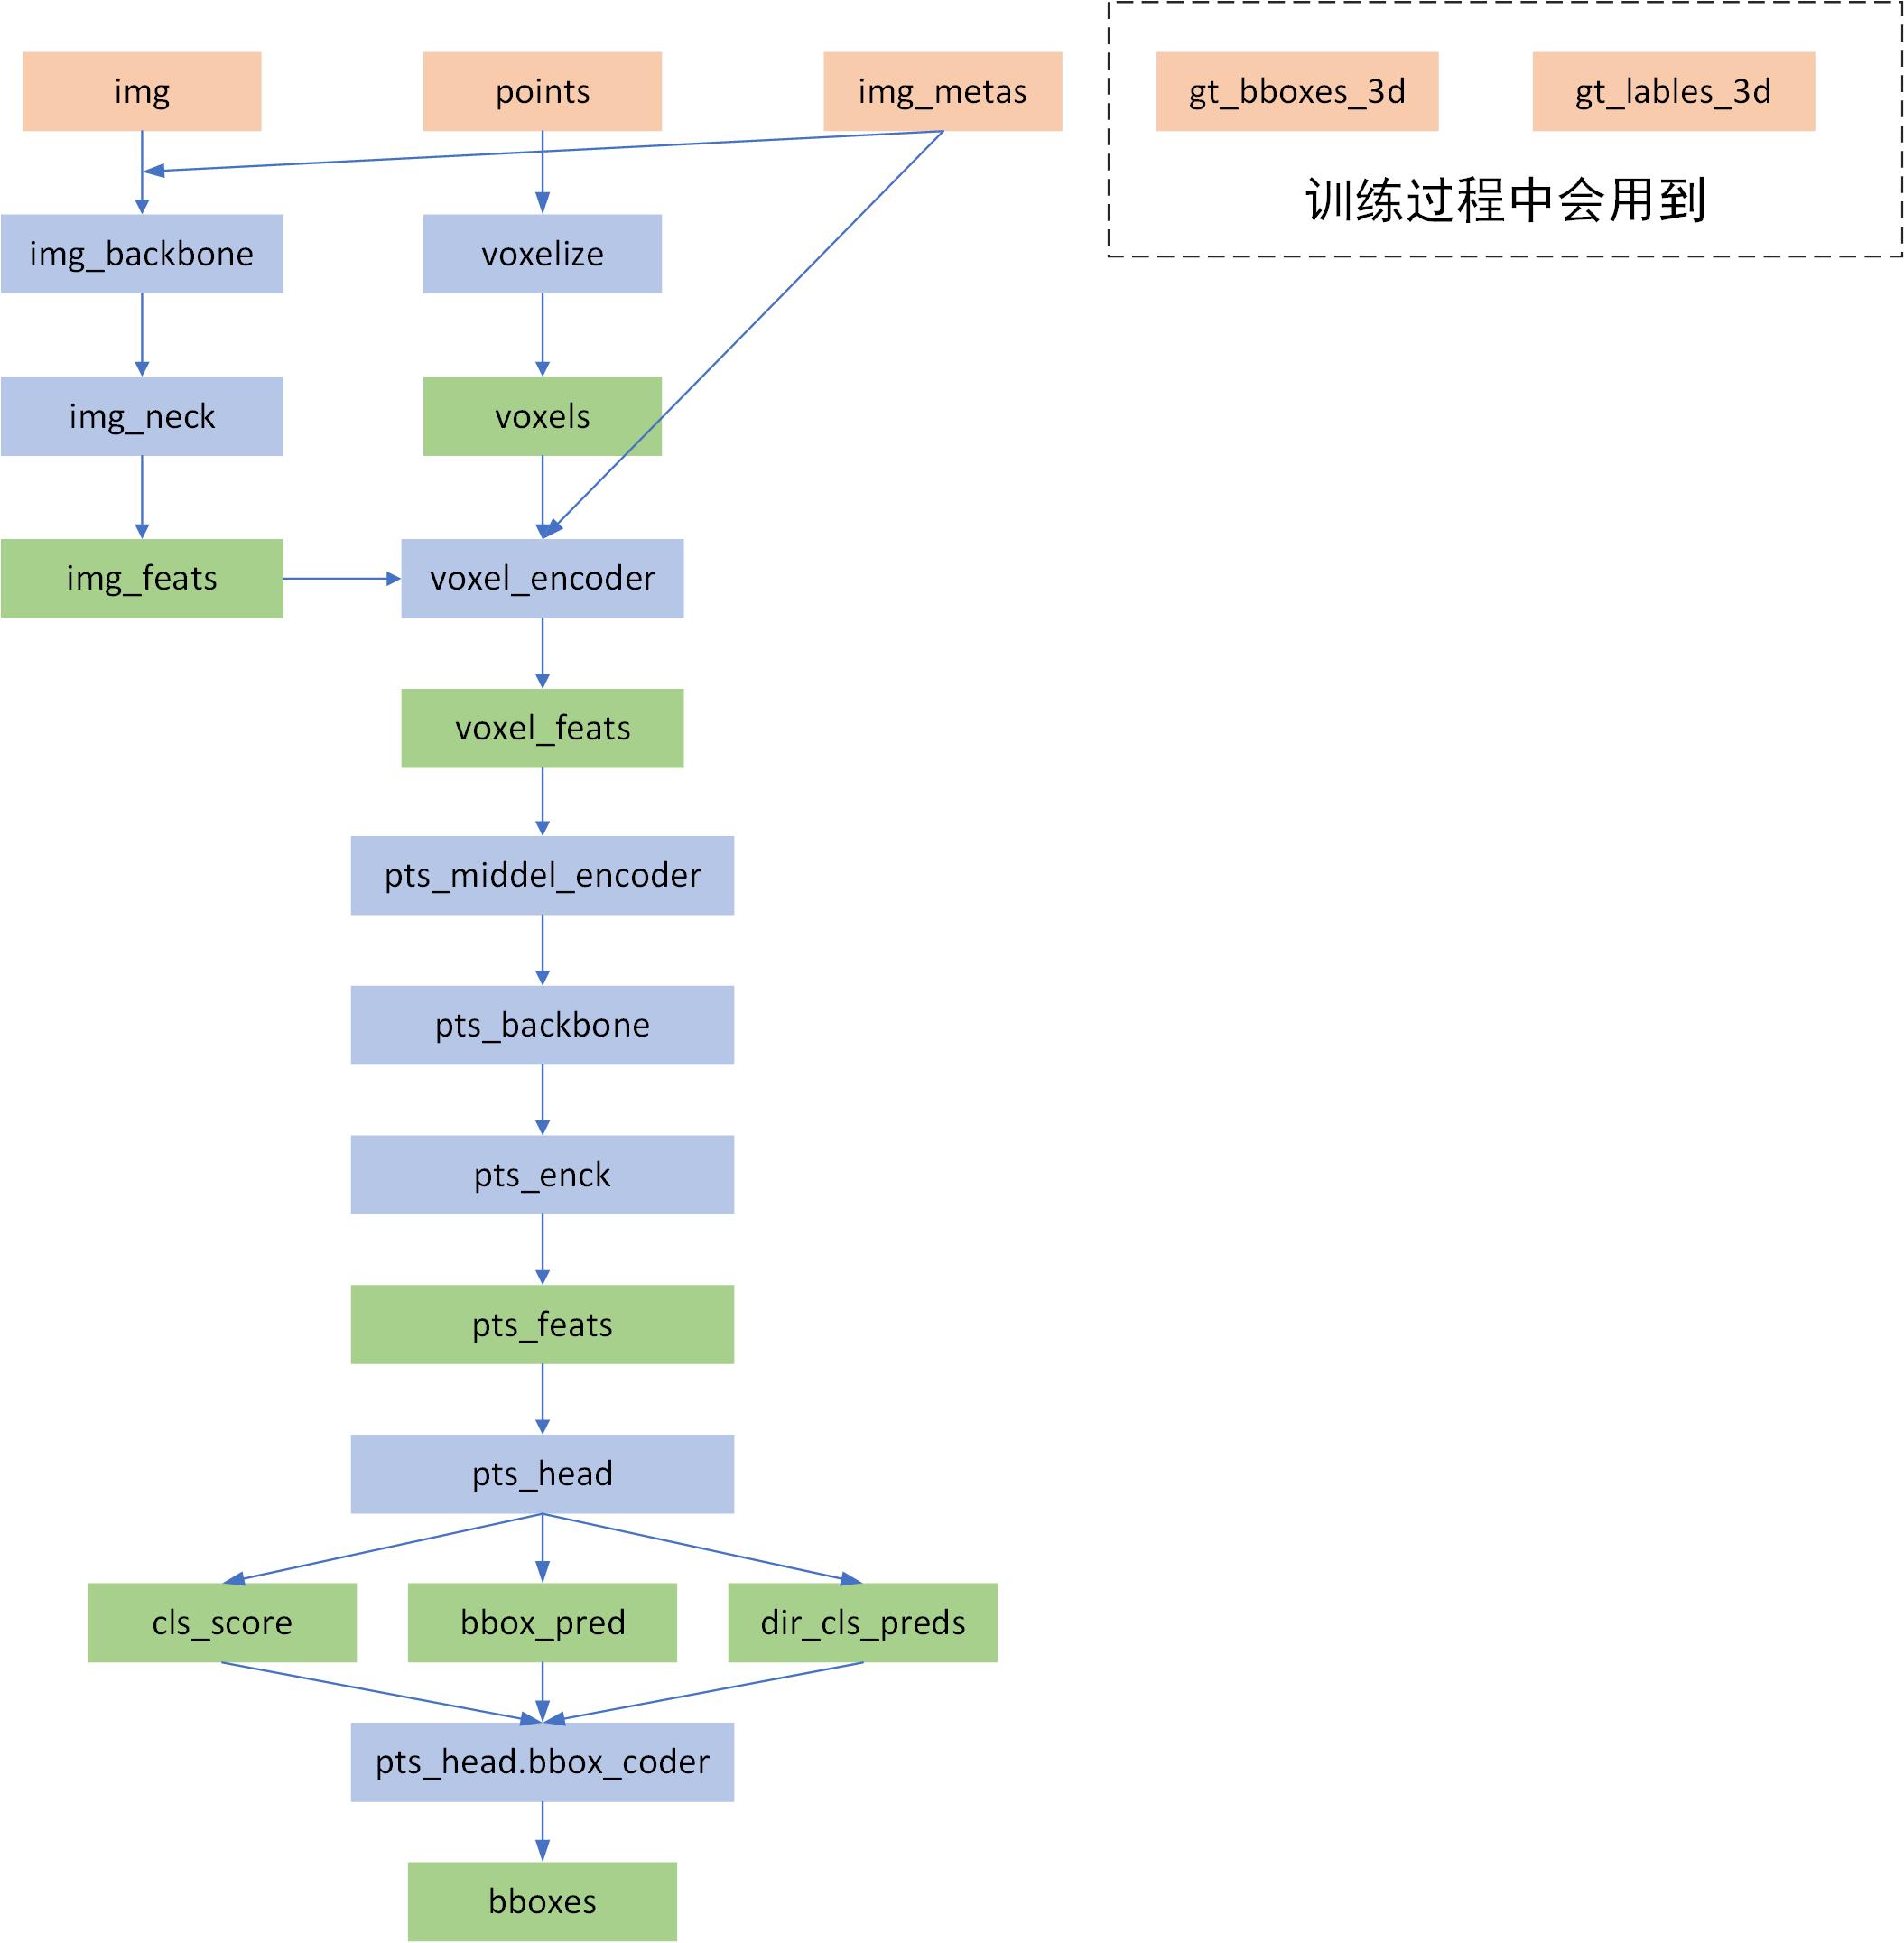 img
points
img_metas
gt_bboxes_3d
gt_lables_3d
训练过程中会用到
img_backbone
voxelize
img_neck
voxels
img_feats
voxel_encoder
voxel_feats
pts_middel_encoder
pts_backbone
pts_enck
pts_feats
pts_head
cls_score
bbox_pred
dir_cls_preds
pts_head.bbox_coder
bboxes